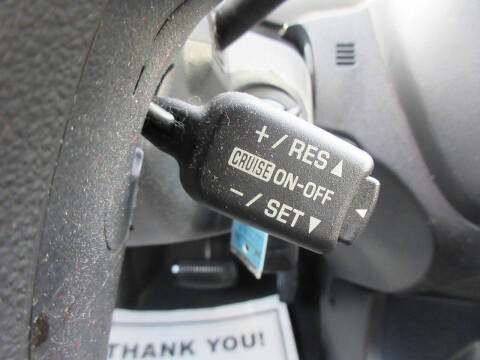 +/RES▲
CRUISE ON-OFF ◀
−/SET▼
THANK YOU!